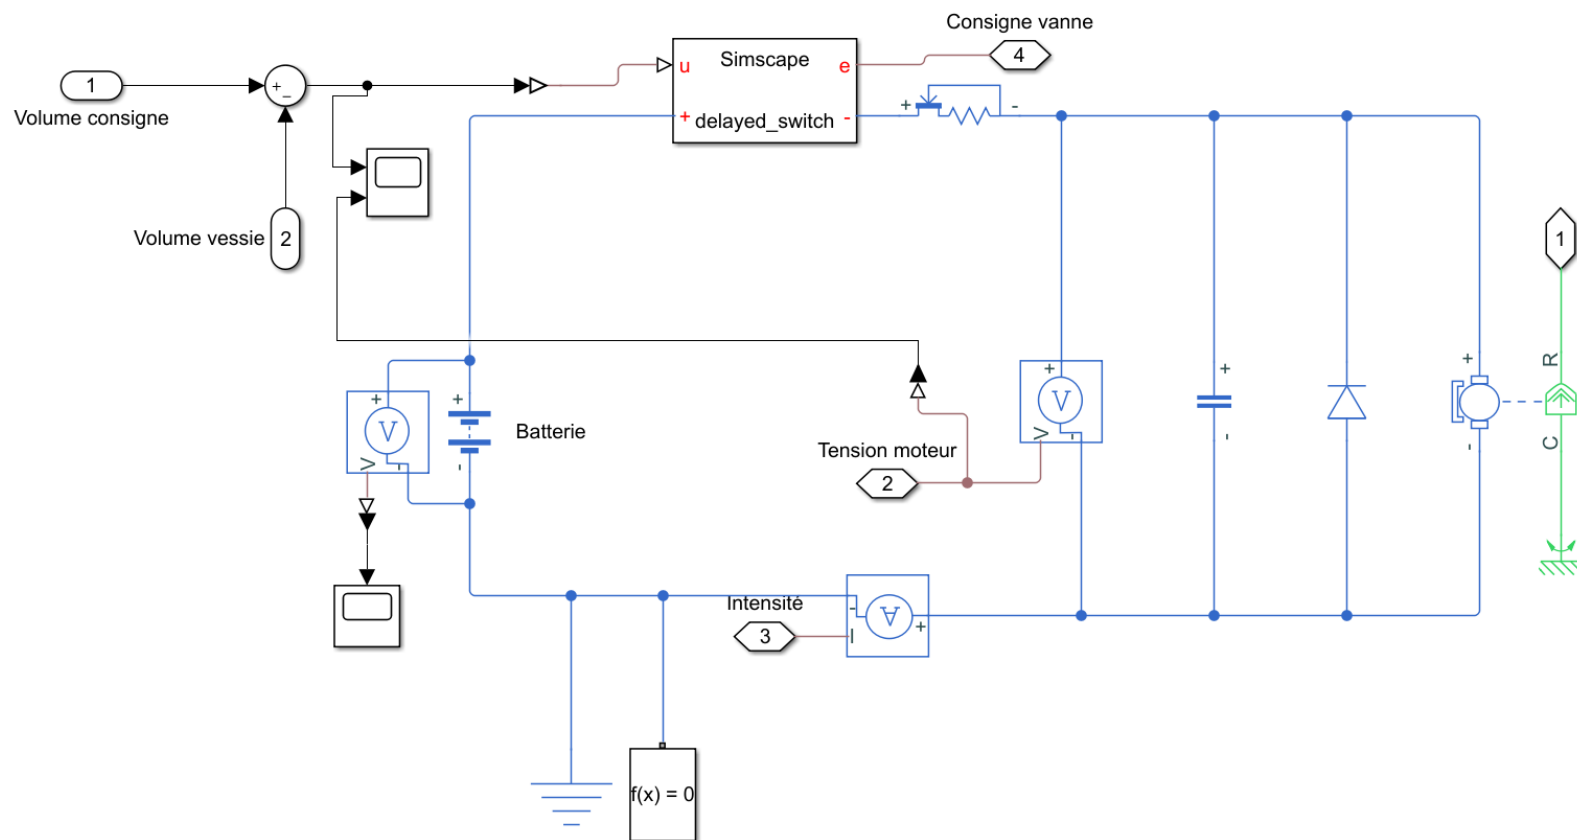 Consigne vanne
4
1
Volume consigne
+
−
u
Simscape
e
+
delayed_switch
-
+
-
Volume vessie
2
1
+
V
V
-
+
-
Batterie
Tension moteur
2
+
V
V
-
+
-
+
-
R
C
Intensité
3
-
I
A
+
f(x) = 0